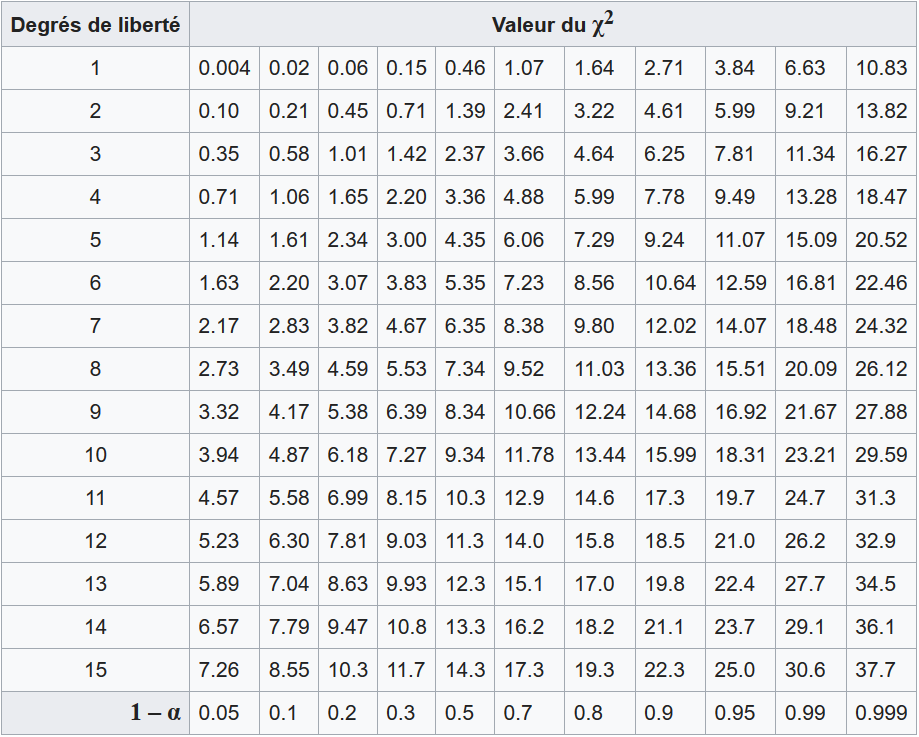 Degrés de liberté Valeur du χ2
1 0.004 0.02 0.06 0.15 0.46 1.07 1.64 2.71 3.84 6.63 10.83
2 0.10 0.21 0.45 0.71 1.39 2.41 3.22 4.61 5.99 9.21 13.82
3 0.35 0.58 1.01 1.42 2.37 3.66 4.64 6.25 7.81 11.34 16.27
4 0.71 1.06 1.65 2.20 3.36 4.88 5.99 7.78 9.49 13.28 18.47
5 1.14 1.61 2.34 3.00 4.35 6.06 7.29 9.24 11.07 15.09 20.52
6 1.63 2.20 3.07 3.83 5.35 7.23 8.56 10.64 12.59 16.81 22.46
7 2.17 2.83 3.82 4.67 6.35 8.38 9.80 12.02 14.07 18.48 24.32
8 2.73 3.49 4.59 5.53 7.34 9.52 11.03 13.36 15.51 20.09 26.12
9 3.32 4.17 5.38 6.39 8.34 10.66 12.24 14.68 16.92 21.67 27.88
10 3.94 4.87 6.18 7.27 9.34 11.78 13.44 15.99 18.31 23.21 29.59
11 4.57 5.58 6.99 8.15 10.3 12.9 14.6 17.3 19.7 24.7 31.3
12 5.23 6.30 7.81 9.03 11.3 14.0 15.8 18.5 21.0 26.2 32.9
13 5.89 7.04 8.63 9.93 12.3 15.1 17.0 19.8 22.4 27.7 34.5
14 6.57 7.79 9.47 10.8 13.3 16.2 18.2 21.1 23.7 29.1 36.1
15 7.26 8.55 10.3 11.7 14.3 17.3 19.3 22.3 25.0 30.6 37.7
1 – α 0.05 0.1 0.2 0.3 0.5 0.7 0.8 0.9 0.95 0.99 0.999